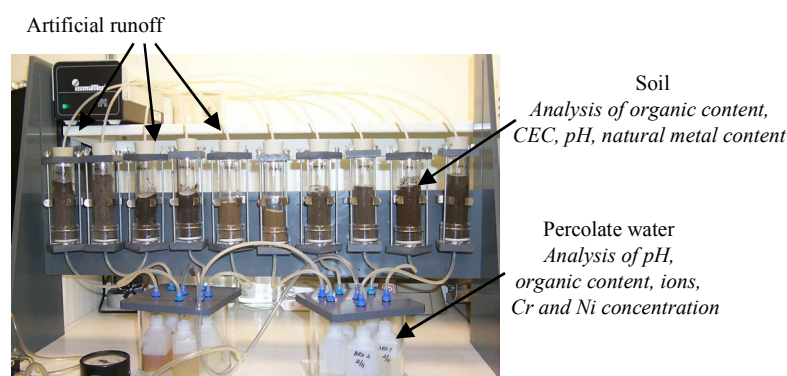 Artificial runoff
Soil
Analysis of organic content,
CEC, pH, natural metal content
Percolate water
Analysis of pH,
organic content, ions,
Cr and Ni concentration